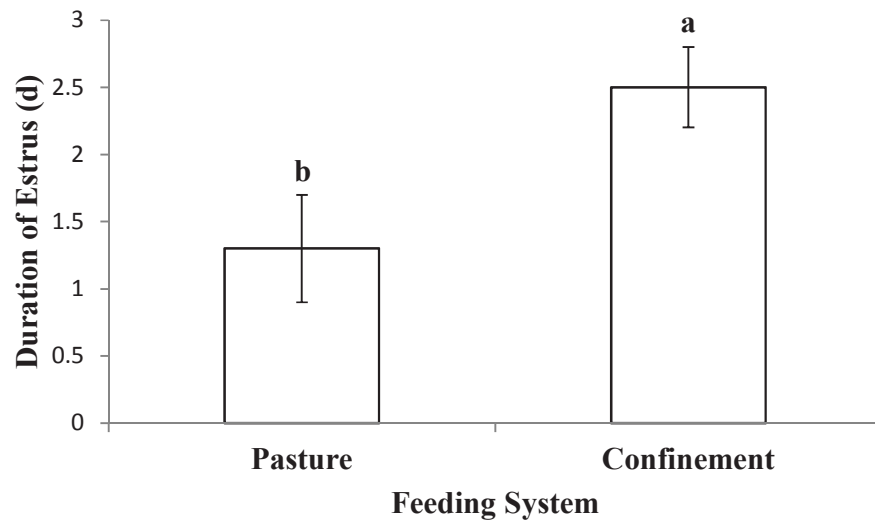 Duration of Estrus (d)
3
2.5
2
1.5
1
0.5
0
b
a
Pasture
Confinement
Feeding System